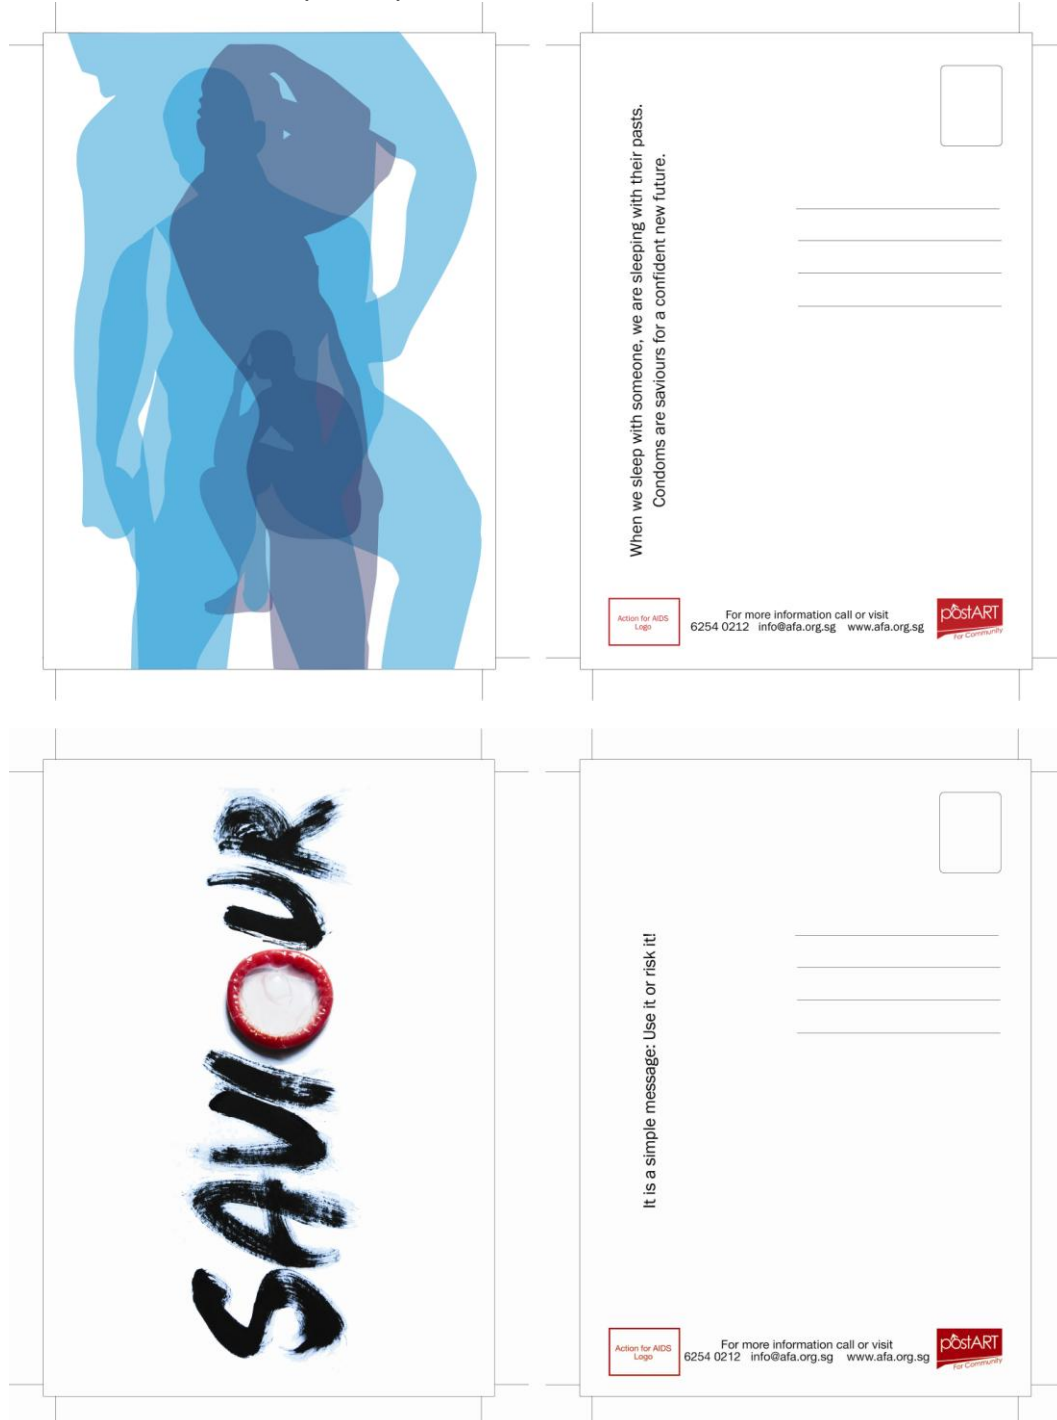 When we sleep with someone, we are sleeping with their pasts.
Condoms are saviours for a confident new future.
Action for AIDS
Logo
For more information call or visit
6254 0212 info@afa.org.sg www.afa.org.sg
pôstART
For Community
SAVIOUR
It is a simple message: Use it or risk it!
Action for AIDS
Logo
For more information call or visit
6254 0212 info@afa.org.sg www.afa.org.sg
pôstART
For Community